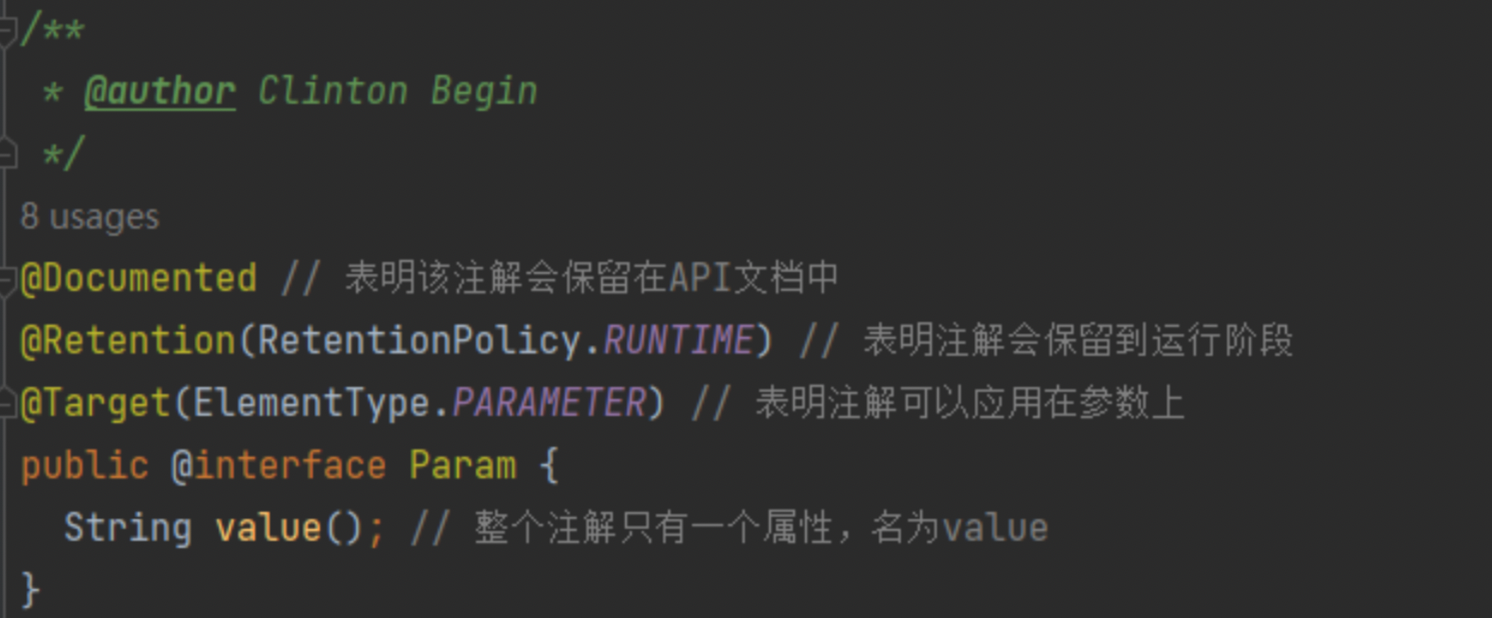 /**
 * @author Clinton Begin
 */
8 usages
@Documented // 表明该注解会保留在API文档中
@Retention(RetentionPolicy.RUNTIME) // 表明注解会保留到运行阶段
@Target(ElementType.PARAMETER) // 表明注解可以应用在参数上
public @interface Param {
  String value(); // 整个注解只有一个属性，名为value
}